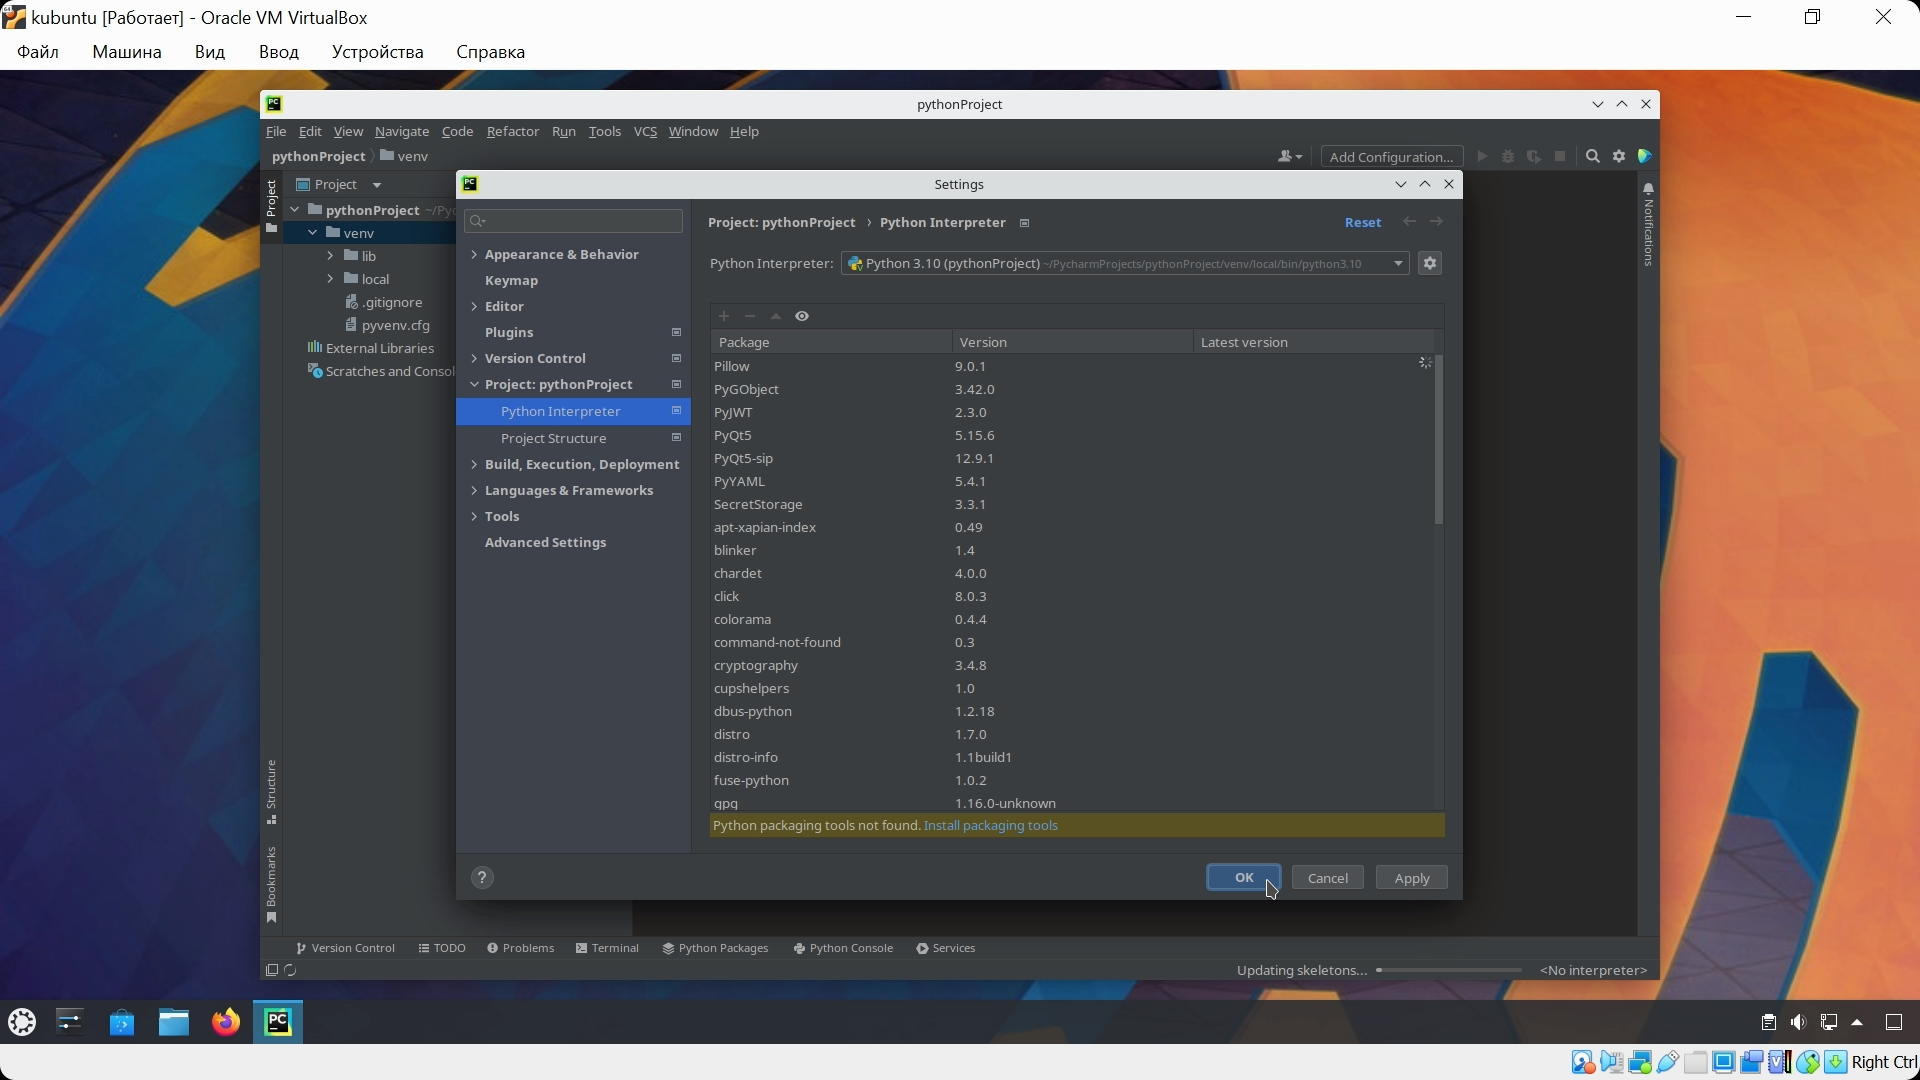 kubuntu [Работает] - Oracle VM VirtualBox
Файл Машина Вид Ввод Устройства Справка
pythonProject
File Edit View Navigate Code Refactor Run Tools VCS Window Help
pythonProject venv
Add Configuration...
Project
Project
pythonProject ~/Pyc
venv
lib
local
.gitignore
pyvenv.cfg
External Libraries
Scratches and Consol
Structure
Bookmarks
Notifications
Settings
Appearance & Behavior
Keymap
Editor
Plugins
Version Control
Project: pythonProject
Python Interpreter
Project Structure
Build, Execution, Deployment
Languages & Frameworks
Tools
Advanced Settings
Project: pythonProject › Python Interpreter
Reset
Python Interpreter: Python 3.10 (pythonProject) ~/PycharmProjects/pythonProject/venv/local/bin/python3.10
Package Version Latest version
Pillow 9.0.1
PyGObject 3.42.0
PyJWT 2.3.0
PyQt5 5.15.6
PyQt5-sip 12.9.1
PyYAML 5.4.1
SecretStorage 3.3.1
apt-xapian-index 0.49
blinker 1.4
chardet 4.0.0
click 8.0.3
colorama 0.4.4
command-not-found 0.3
cryptography 3.4.8
cupshelpers 1.0
dbus-python 1.2.18
distro 1.7.0
distro-info 1.1build1
fuse-python 1.0.2
gpg 1.16.0-unknown
Python packaging tools not found. Install packaging tools
? OK Cancel Apply
Version Control TODO Problems Terminal Python Packages Python Console Services
Updating skeletons... <No interpreter>
PC
Right Ctrl